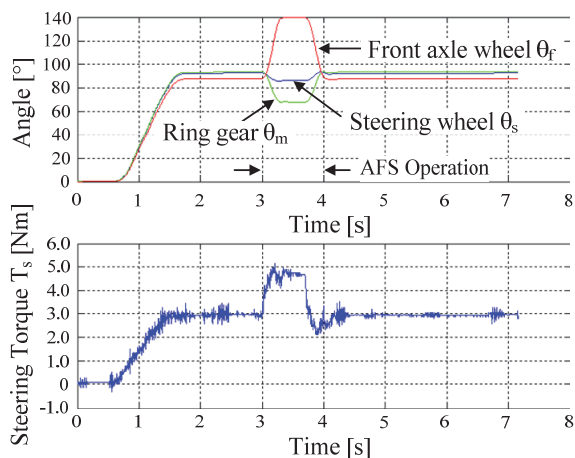 Angle [°]
140
120
100
80
60
40
20
0
Front axle wheel θf
Steering wheel θs
Ring gear θm
AFS Operation
0 1 2 3 4 5 6 7 8
Time [s]
Steering Torque Ts [Nm]
6.0
5.0
4.0
3.0
2.0
1.0
0
-1.0
0 1 2 3 4 5 6 7 8
Time [s]